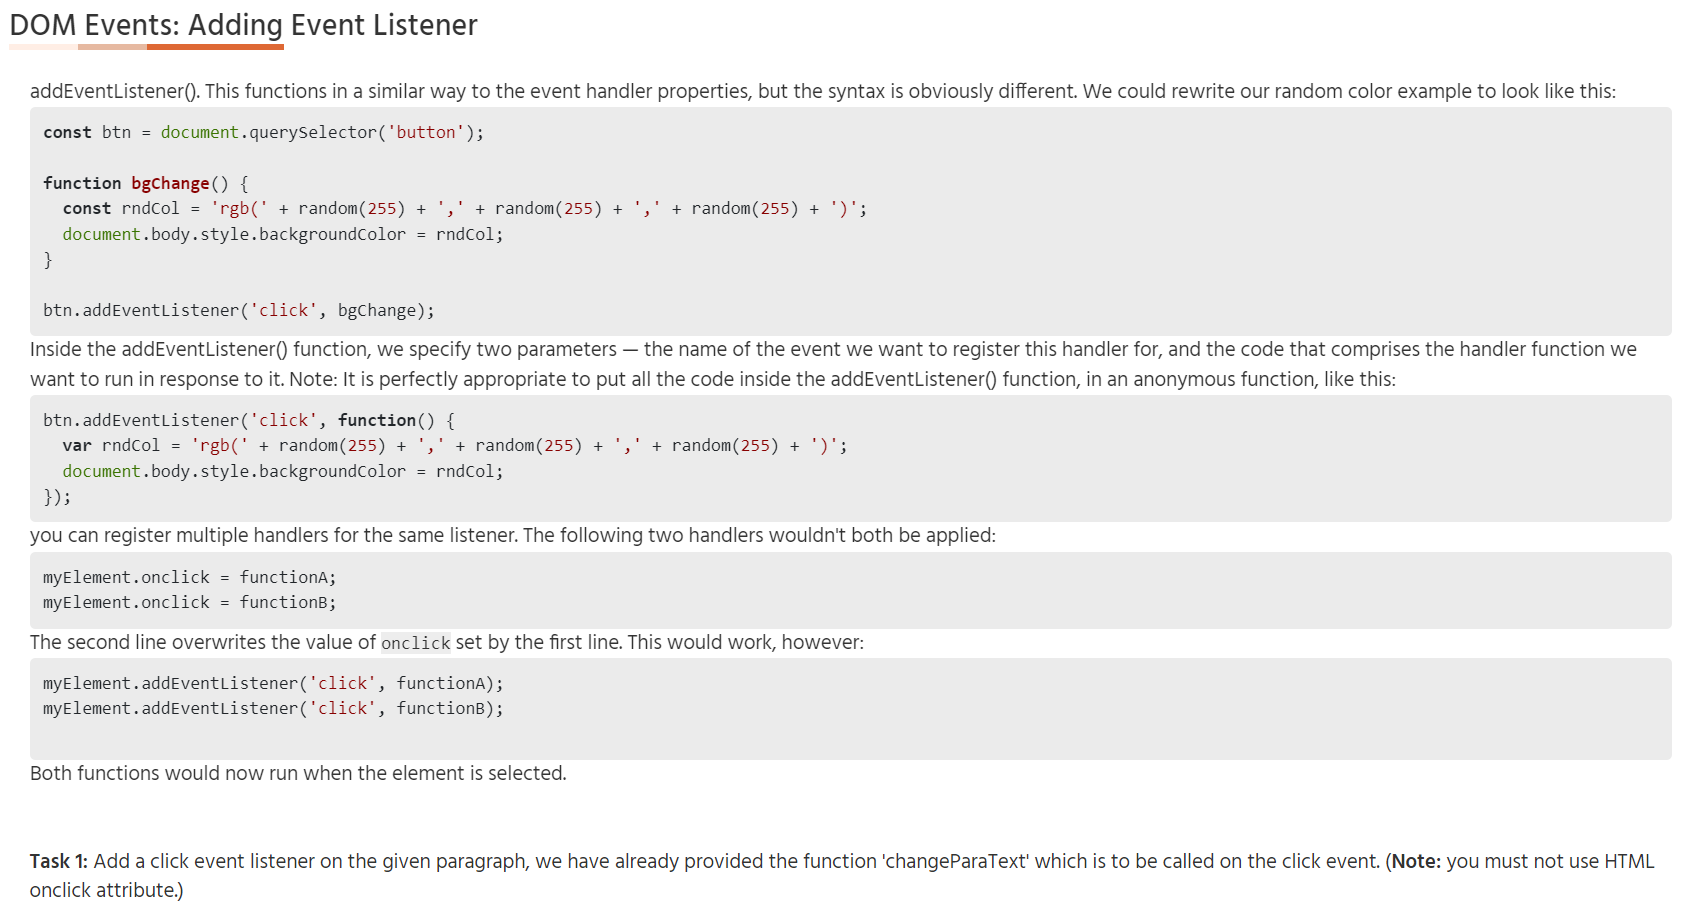 DOM Events: Adding Event Listener
addEventListener(). This functions in a similar way to the event handler properties, but the syntax is obviously different. We could rewrite our random color example to look like this:
const btn = document.querySelector('button');
function bgChange() {
  const rndCol = 'rgb(' + random(255) + ',' + random(255) + ',' + random(255) + ')';
  document.body.style.backgroundColor = rndCol;
}
btn.addEventListener('click', bgChange);
Inside the addEventListener() function, we specify two parameters — the name of the event we want to register this handler for, and the code that comprises the handler function we
want to run in response to it. Note: It is perfectly appropriate to put all the code inside the addEventListener() function, in an anonymous function, like this:
btn.addEventListener('click', function() {
  var rndCol = 'rgb(' + random(255) + ',' + random(255) + ',' + random(255) + ')';
  document.body.style.backgroundColor = rndCol;
});
you can register multiple handlers for the same listener. The following two handlers wouldn't both be applied:
myElement.onclick = functionA;
myElement.onclick = functionB;
The second line overwrites the value of onclick set by the first line. This would work, however:
myElement.addEventListener('click', functionA);
myElement.addEventListener('click', functionB);
Both functions would now run when the element is selected.
Task 1: Add a click event listener on the given paragraph, we have already provided the function 'changeParaText' which is to be called on the click event. (Note: you must not use HTML
onclick attribute.)